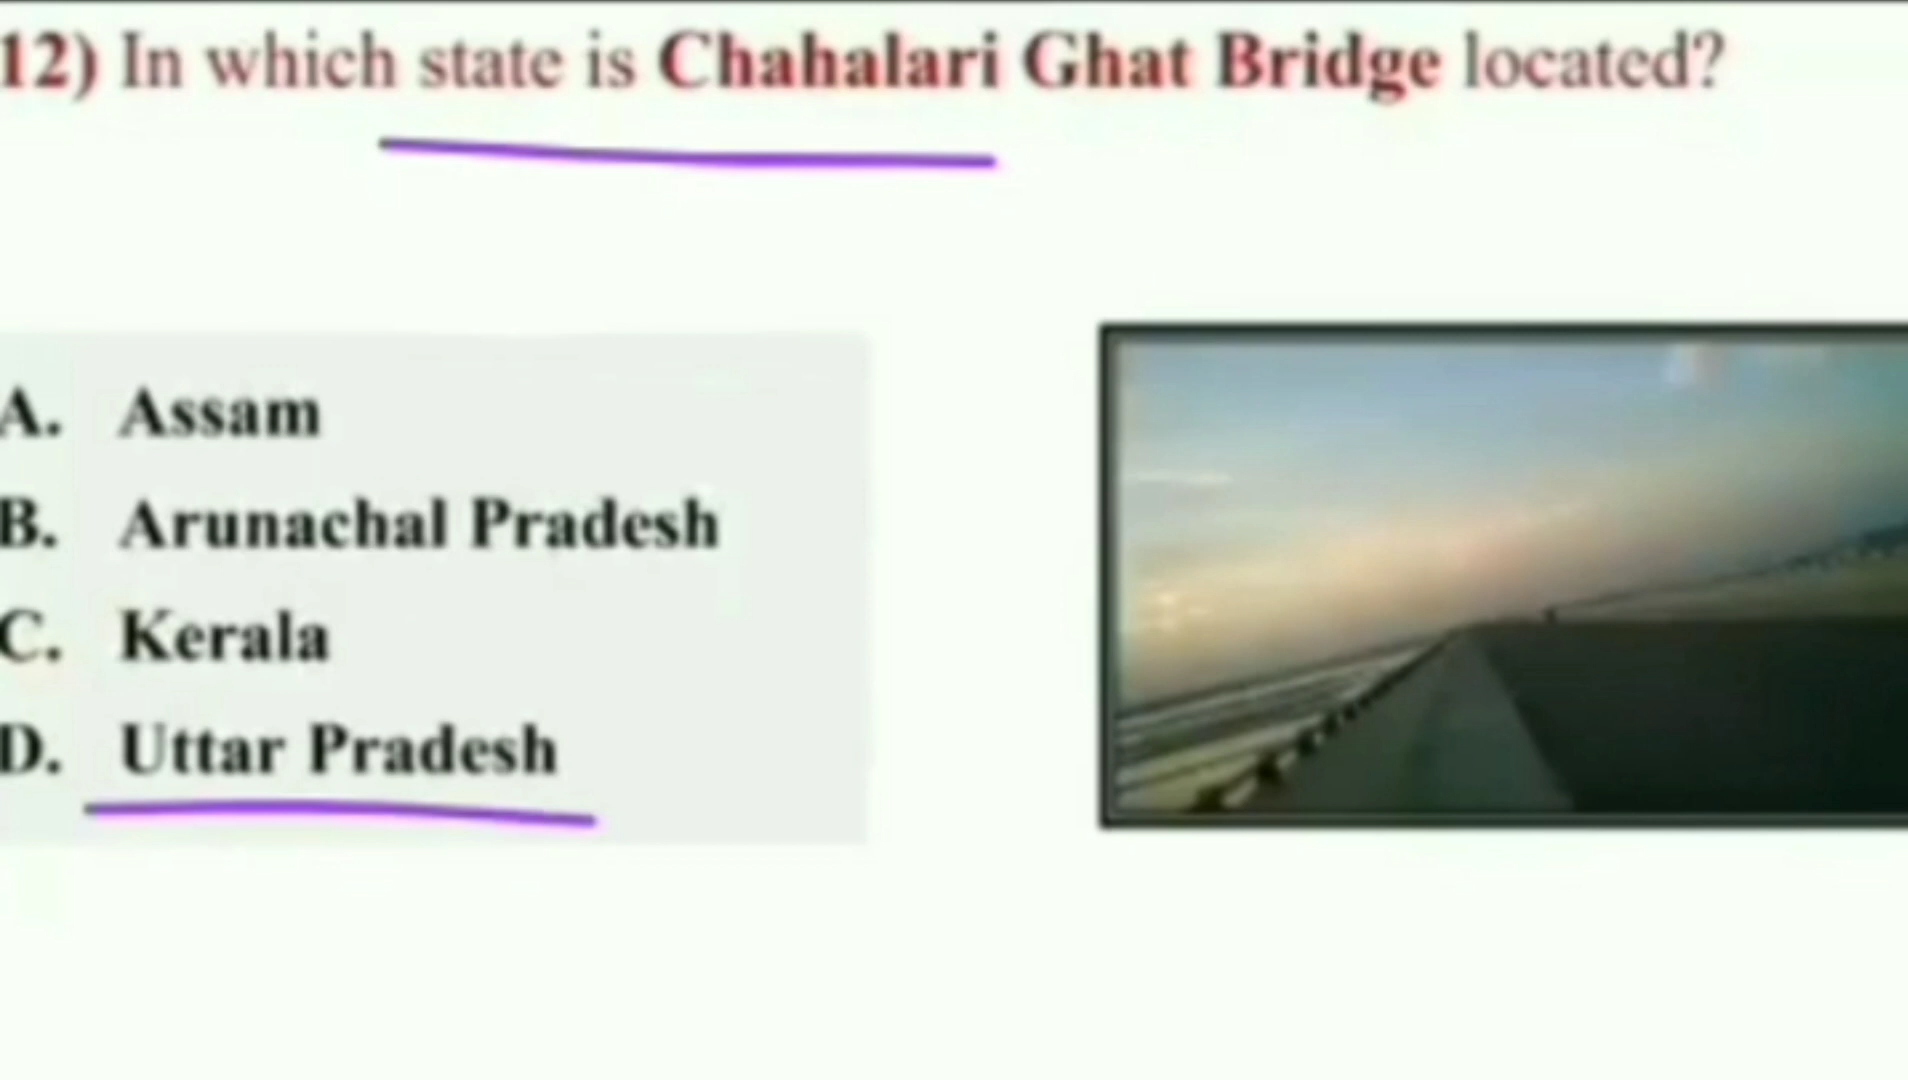 12) In which state is Chahalari Ghat Bridge located?
A. Assam
B. Arunachal Pradesh
C. Kerala
D. Uttar Pradesh